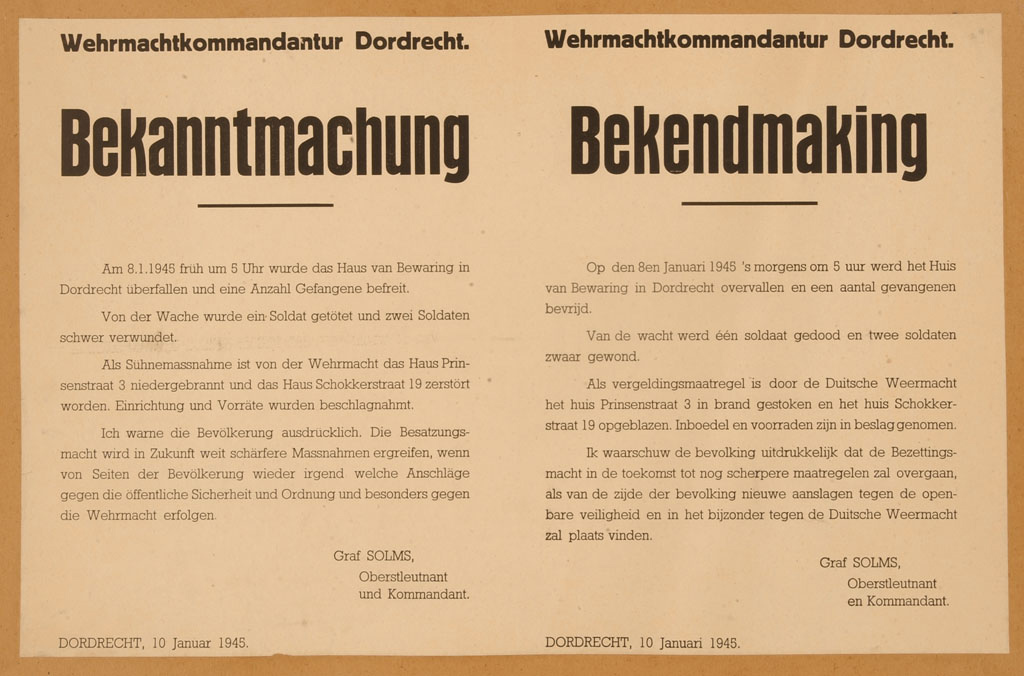 Wehrmachtkommandantur Dordrecht.
Bekanntmachung
Am 8.1.1945 früh um 5 Uhr wurde das Haus van Bewaring in
Dordrecht überfallen und eine Anzahl Gefangene befreit.
Von der Wache wurde ein Soldat getötet und zwei Soldaten
schwer verwundet.
Als Sühnemassnahme ist von der Wehrmacht das Haus Prin-
senstraat 3 niedergebrannt und das Haus Schokkerstraat 19 zerstört
worden. Einrichtung und Vorräte wurden beschlagnahmt.
Ich warne die Bevölkerung ausdrücklich. Die Besatzungs-
macht wird in Zukunft weit schärfere Massnahmen ergreifen, wenn
von Seiten der Bevölkerung wieder irgend welche Anschläge
gegen die öffentliche Sicherheit und Ordnung und besonders gegen
die Wehrmacht erfolgen.
Graf SOLMS,
Oberstleutnant
und Kommandant.
DORDRECHT, 10 Januar 1945.
Wehrmachtkommandantur Dordrecht.
Bekendmaking
Op den 8en Januari 1945 's morgens om 5 uur werd het Huis
van Bewaring in Dordrecht overvallen en een aantal gevangenen
bevrijd.
Van de wacht werd één soldaat gedood en twee soldaten
zwaar gewond.
Als vergeldingsmaatregel is door de Duitsche Weermacht
het huis Prinsenstraat 3 in brand gestoken en het huis Schokker-
straat 19 opgeblazen. Inboedel en voorraden zijn in beslag genomen.
Ik waarschuw de bevolking uitdrukkelijk dat de Bezettings-
macht in de toekomst tot nog scherpere maatregelen zal overgaan,
als van de zijde der bevolking nieuwe aanslagen tegen de open-
bare veiligheid en in het bijzonder tegen de Duitsche Weermacht
zal plaats vinden.
Graf SOLMS,
Oberstleutnant
en Kommandant.
DORDRECHT, 10 Januari 1945.